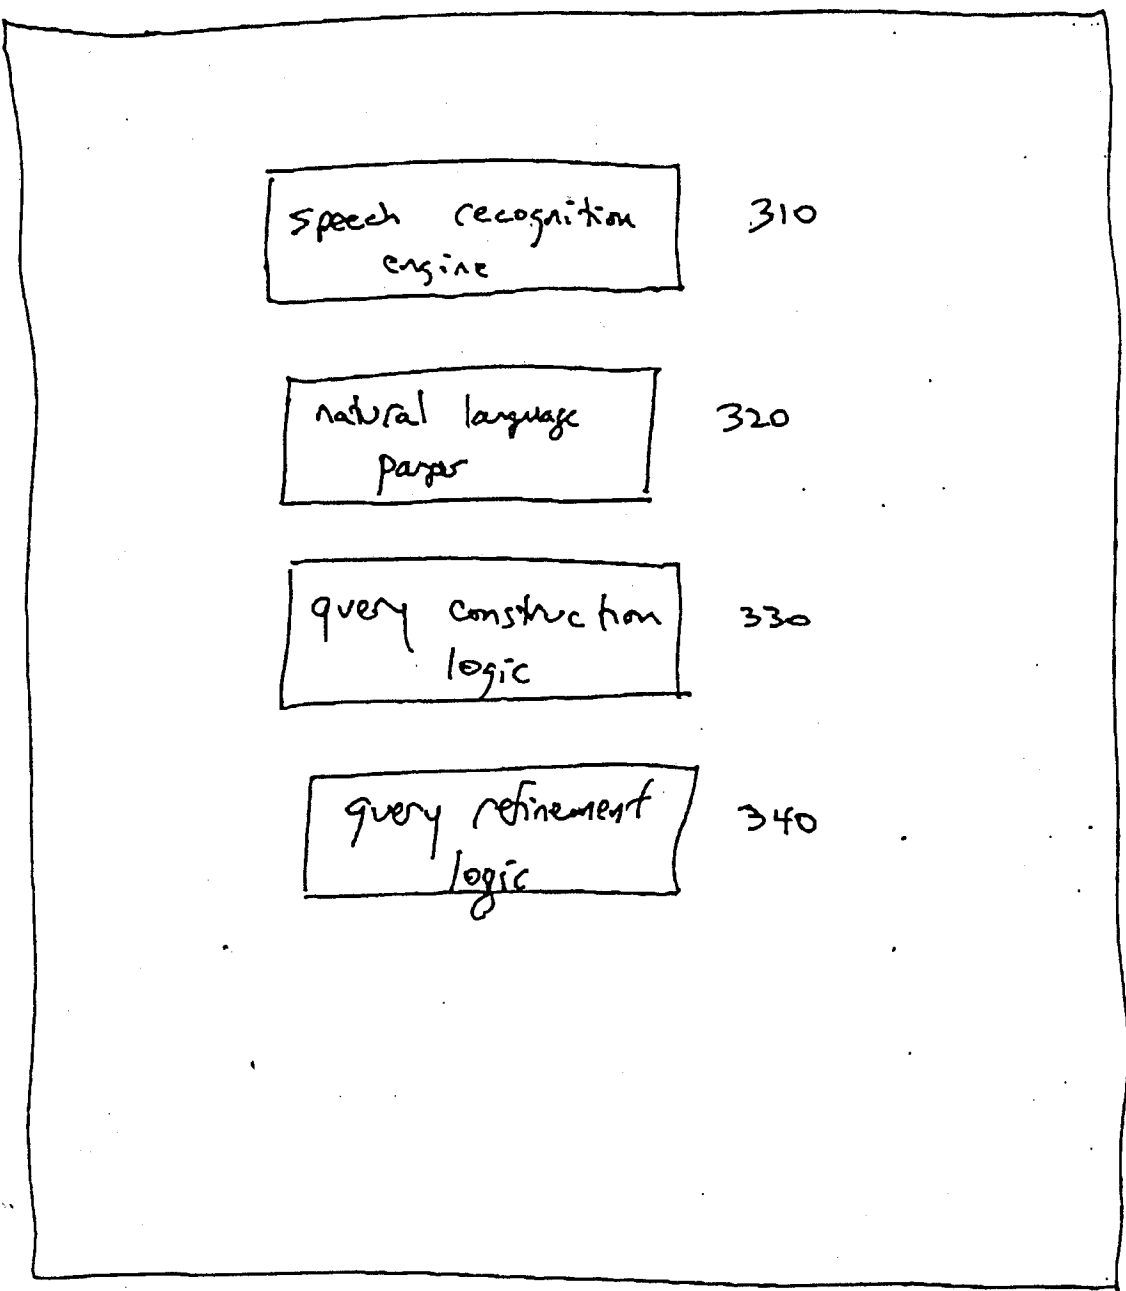 speech recognition 310
engine
natural language 320
parser
query construction 330
logic
query refinement 340
logic